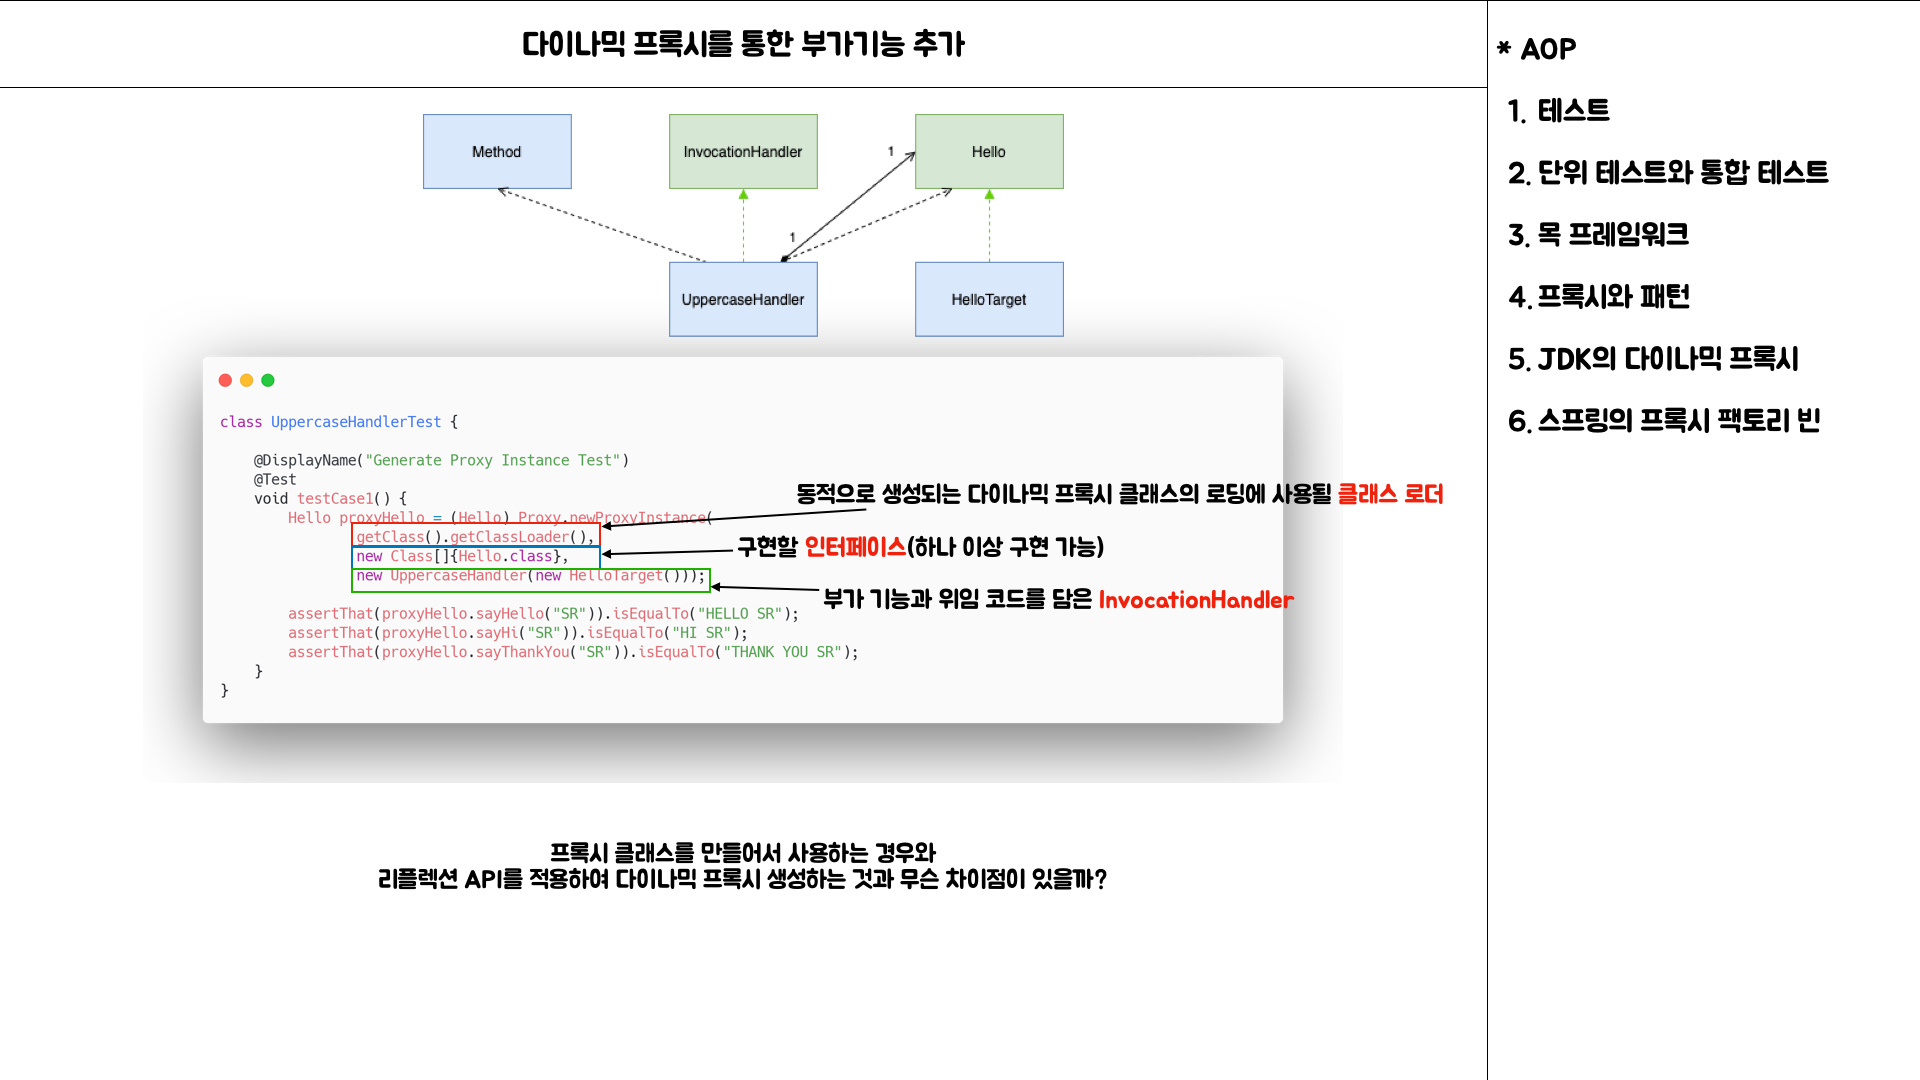 다이나믹 프록시를 통한 부가기능 추가
Method
InvocationHandler
Hello
1
1
UppercaseHandler
HelloTarget
class UppercaseHandlerTest {
@DisplayName("Generate Proxy Instance Test")
@Test
void testCase1() {
Hello proxyHello = (Hello) Proxy.newProxyInstance(
getClass().getClassLoader(),
new Class[]{Hello.class},
new UppercaseHandler(new HelloTarget()));
assertThat(proxyHello.sayHello("SR")).isEqualTo("HELLO SR");
assertThat(proxyHello.sayHi("SR")).isEqualTo("HI SR");
assertThat(proxyHello.sayThankYou("SR")).isEqualTo("THANK YOU SR");
}
}
동적으로 생성되는 다이나믹 프록시 클래스의 로딩에 사용될 클래스 로더
구현할 인터페이스(하나 이상 구현 가능)
부가 기능과 위임 코드를 담은 InvocationHandler
프록시 클래스를 만들어서 사용하는 경우와
리플렉션 API를 적용하여 다이나믹 프록시 생성하는 것과 무슨 차이점이 있을까?
* AOP
1. 테스트
2. 단위 테스트와 통합 테스트
3. 목 프레임워크
4. 프록시와 패턴
5. JDK의 다이나믹 프록시
6. 스프링의 프록시 팩토리 빈